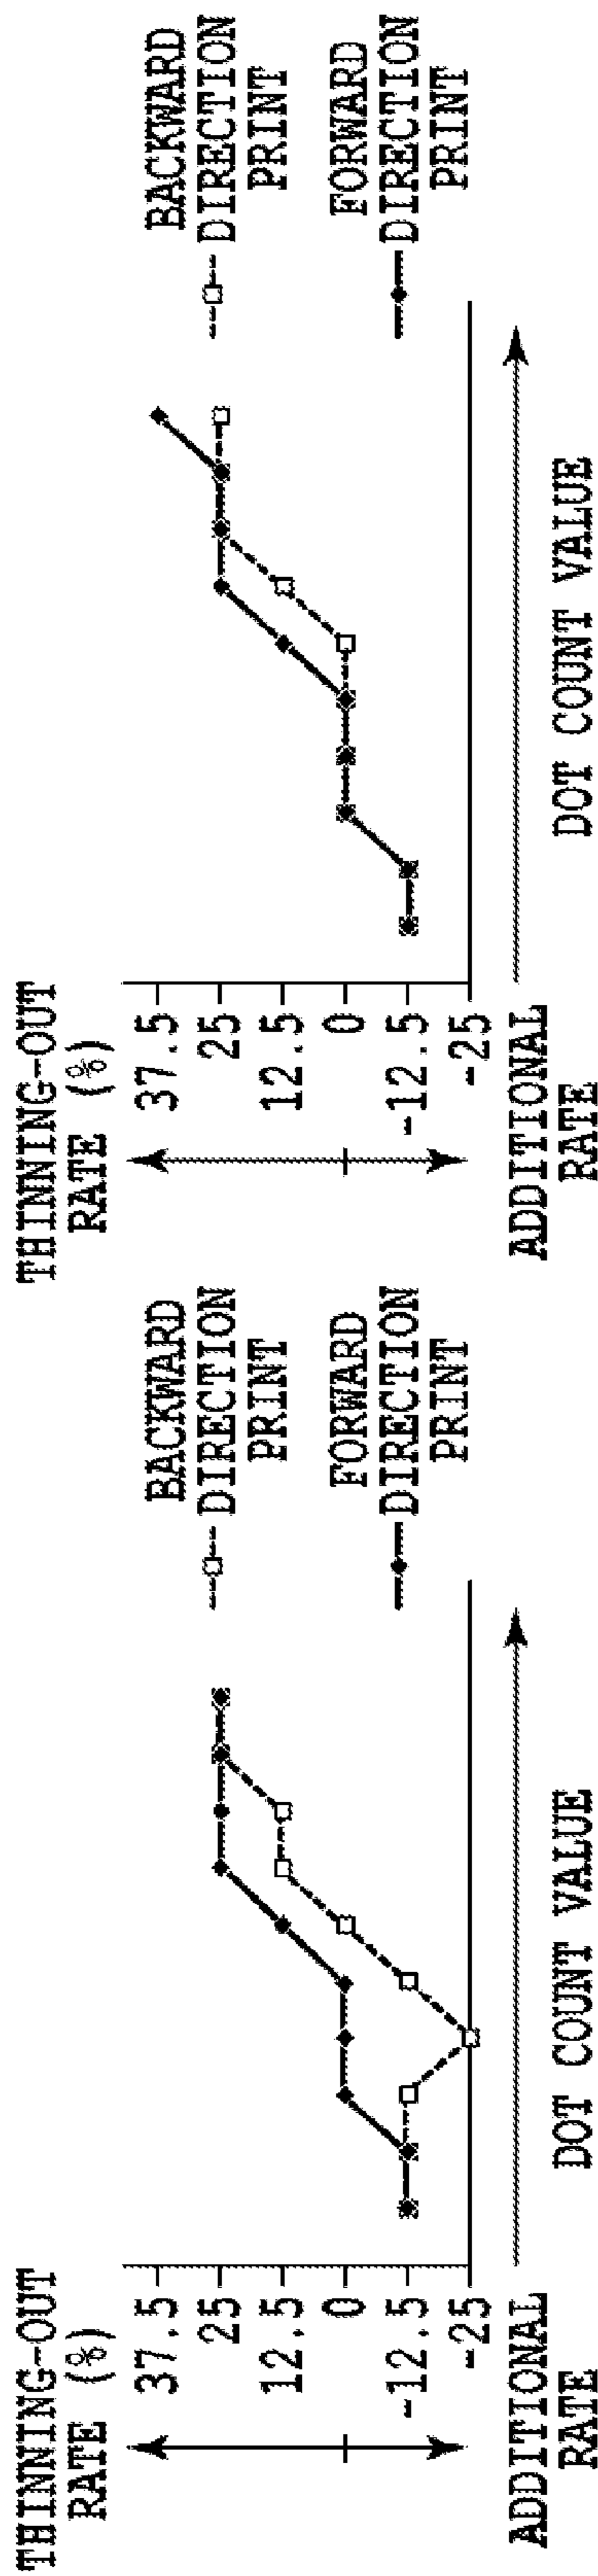 THINNING-OUT
RATE (%)
37.5
25
12.5
0
-12.5
-25
ADDITIONAL
RATE
DOT COUNT VALUE
BACKWARD
DIRECTION
PRINT
FORWARD
DIRECTION
PRINT
THINNING-OUT
RATE (%)
37.5
25
12.5
0
-12.5
-25
ADDITIONAL
RATE
DOT COUNT VALUE
BACKWARD
DIRECTION
PRINT
FORWARD
DIRECTION
PRINT